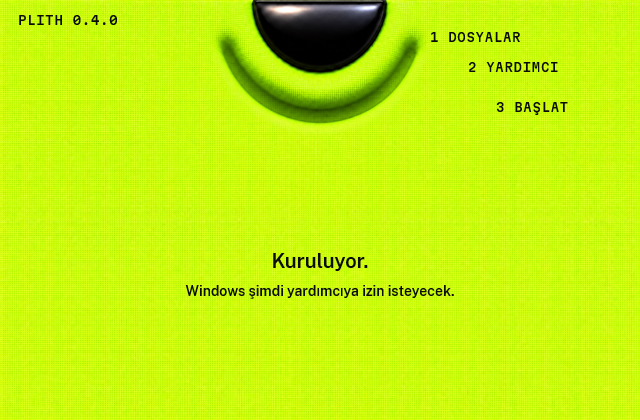 PLITH 0.4.0
1 DOSYALAR
2 YARDIMCI
3 BAŞLAT
Kuruluyor.
Windows şimdi yardımcıya izin isteyecek.